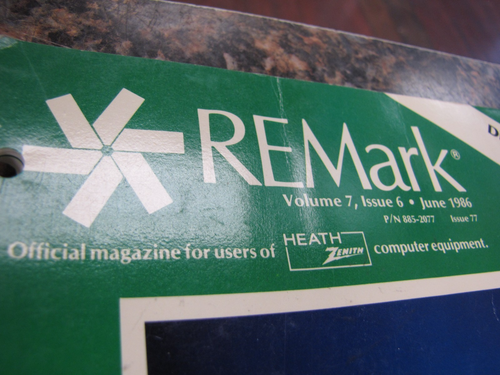 REMark®
Volume 7, Issue 6 • June 1986
P/N 885-2077 Issue 77
Official magazine for users of HEATH ZENITH computer equipment.
D